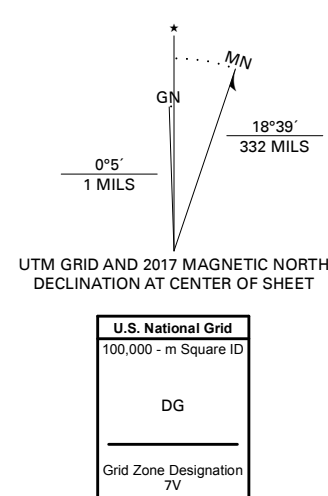 ★
MN
GN
18°39´
332 MILS
0°5´
1 MILS
UTM GRID AND 2017 MAGNETIC NORTH
DECLINATION AT CENTER OF SHEET
U.S. National Grid
100,000 - m Square ID
DG
Grid Zone Designation
7V